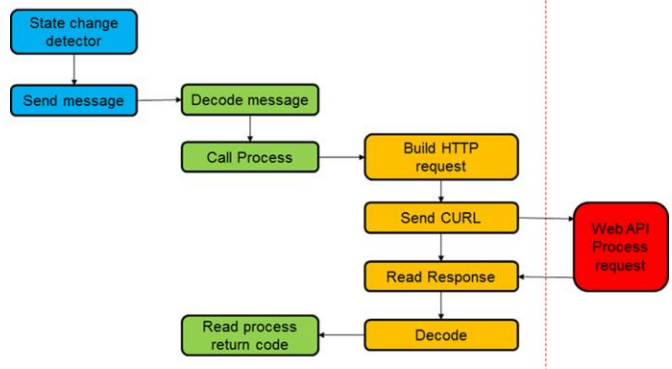 State change
detector
Send message
Decode message
Call Process
Build HTTP
request
Send CURL
Web API
Process
request
Read Response
Read process
return code
Decode